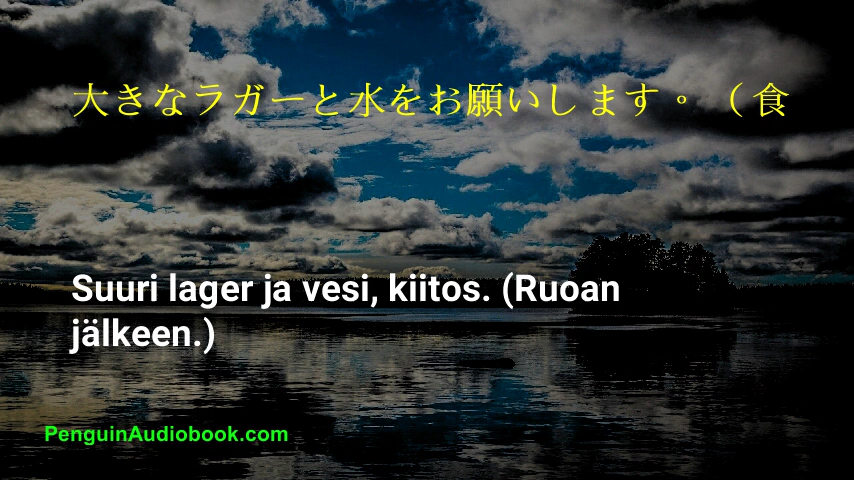 大きなラガーと水をお願いします。（食
Suuri lager ja vesi, kiitos. (Ruoan
jälkeen.)
PenguinAudiobook.com